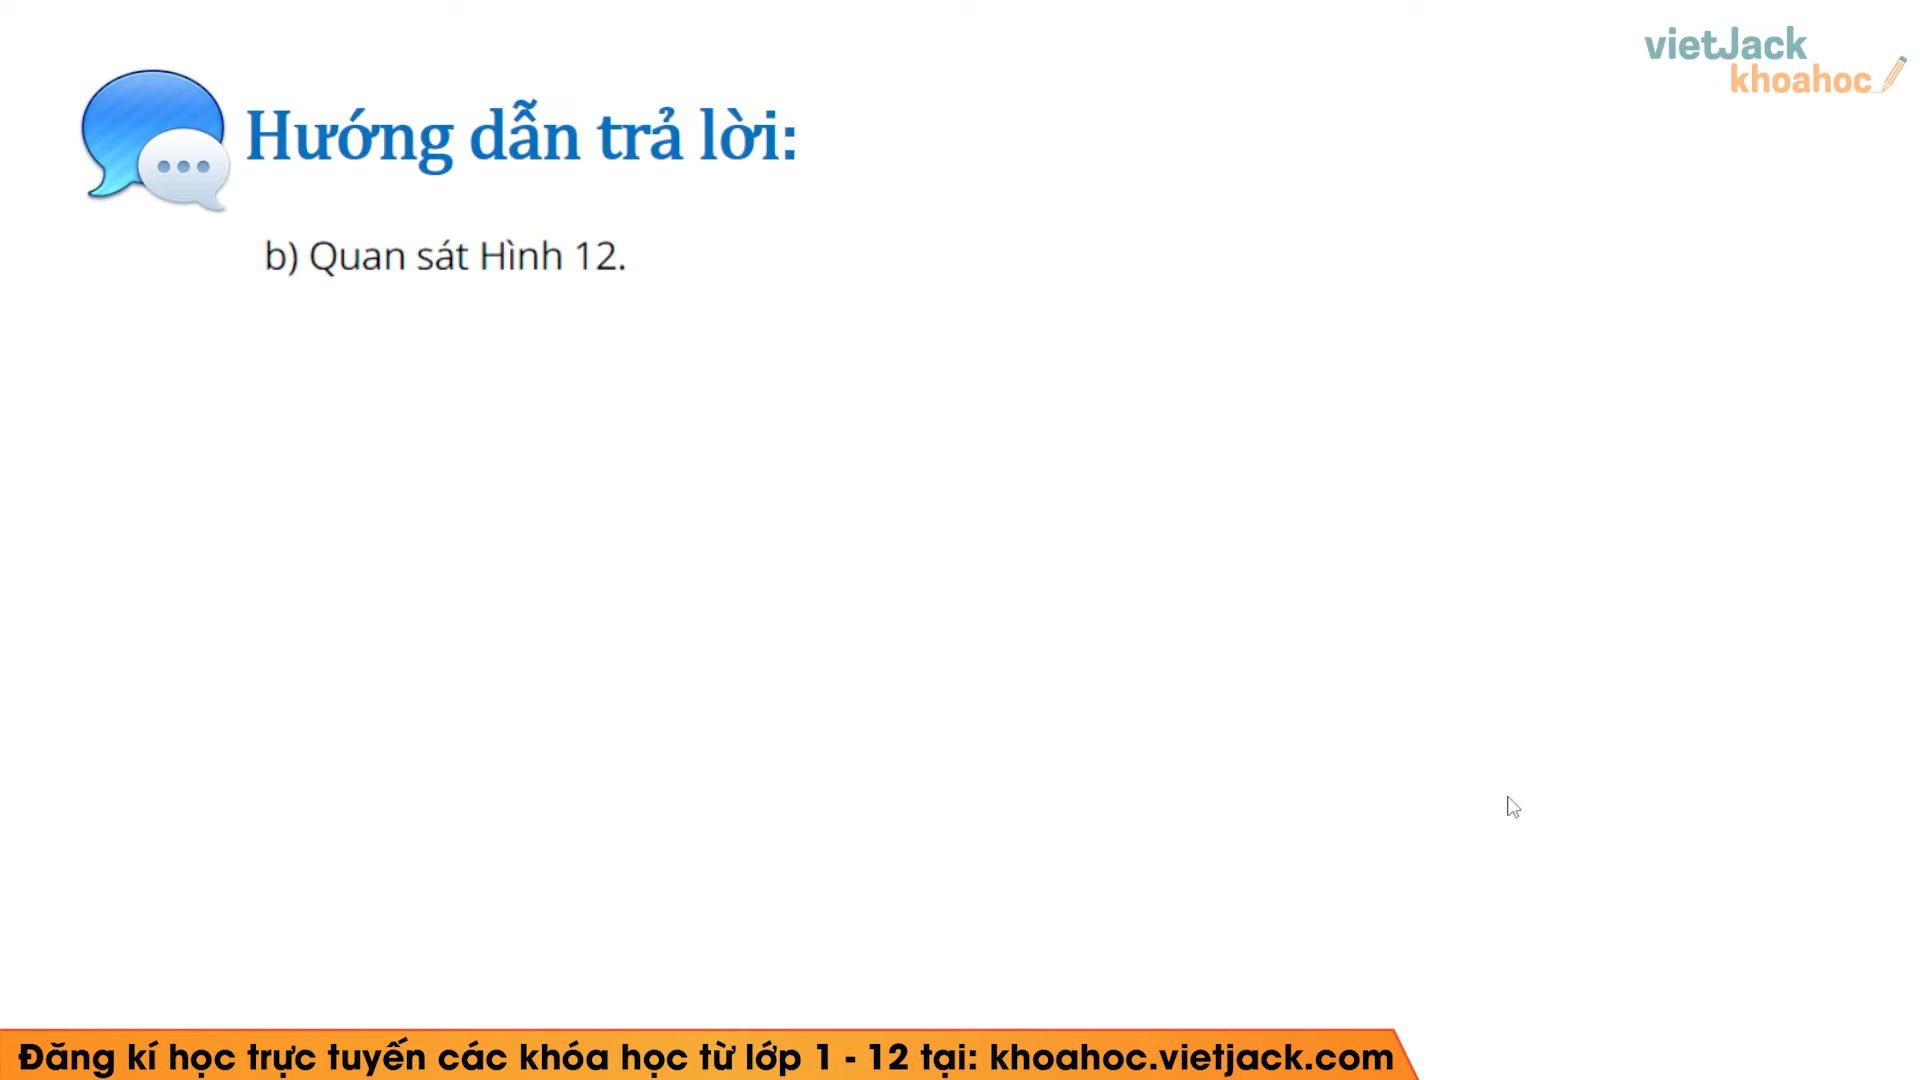 vietJack
khoahoc
Hướng dẫn trả lời:
b) Quan sát Hình 12.
Đăng kí học trực tuyến các khóa học từ lớp 1 - 12 tại: khoahoc.vietjack.com